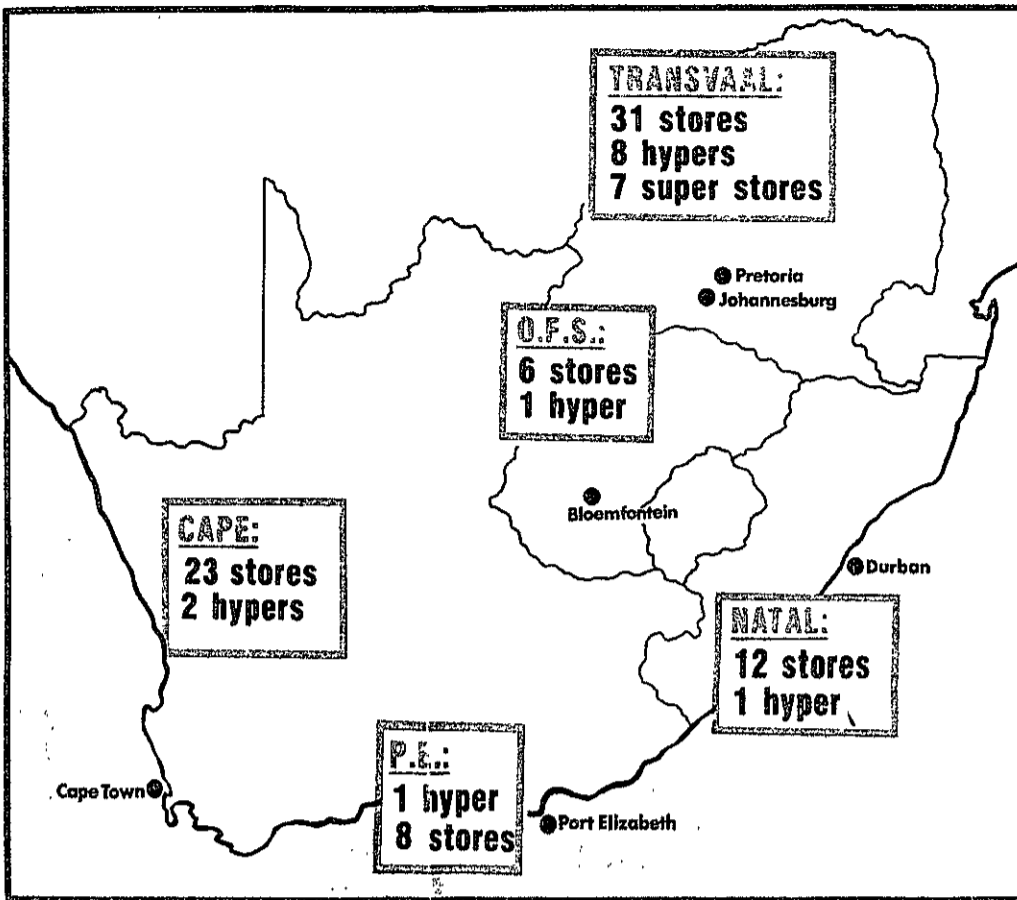 TRANSVAAL:
31 stores
8 hypers
7 super stores
Pretoria
Johannesburg
O.F.S.:
6 stores
1 hyper
Bloemfontein
CAPE:
23 stores
2 hypers
Durban
NATAL:
12 stores
1 hyper
P.E.:
1 hyper
8 stores
Cape Town
Port Elizabeth